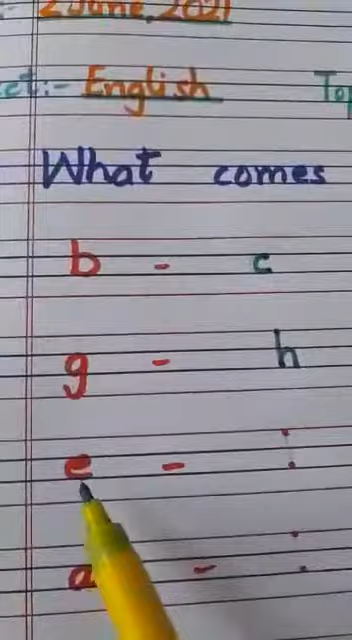 2 June, 2021
English
What comes
b - c
g - h
e -
a -